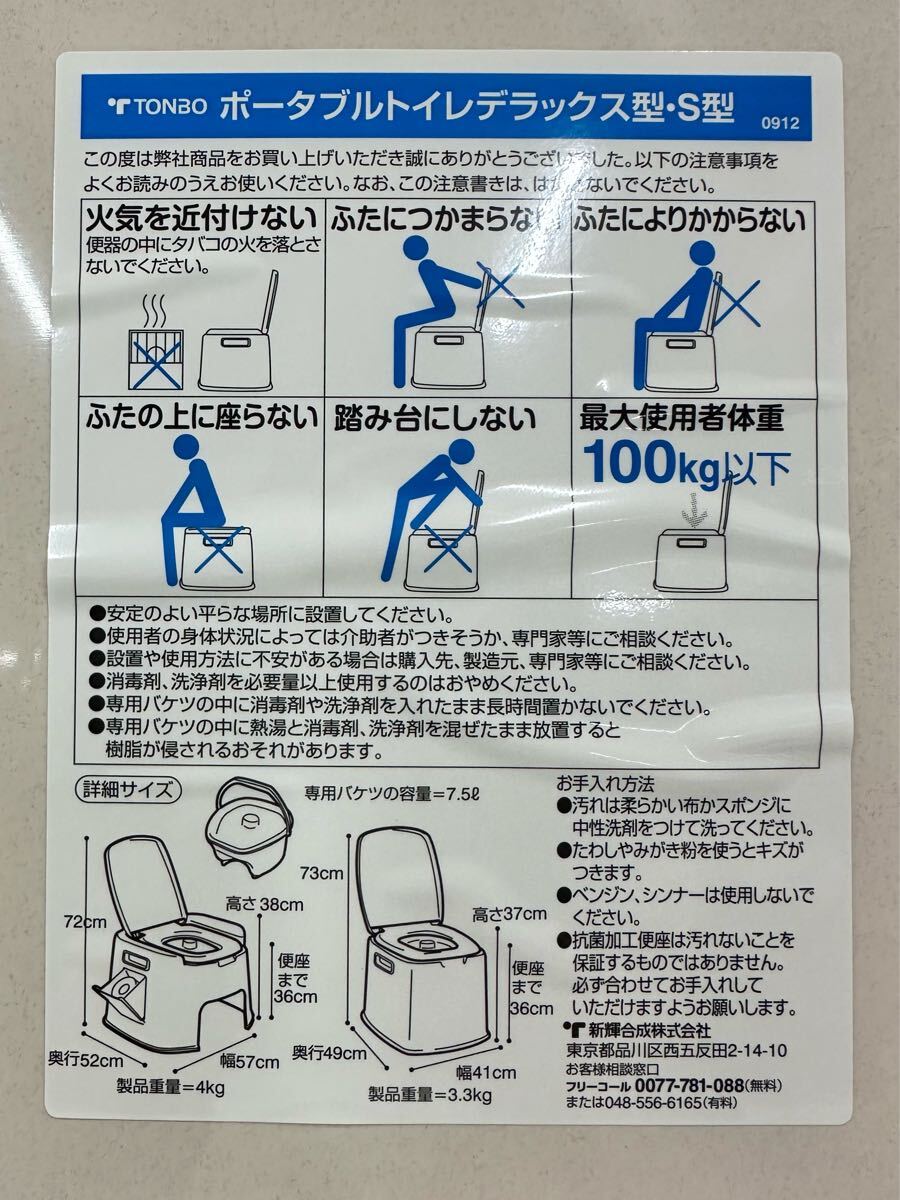 TONBO ポータブルトイレデラックス型・S型 0912
この度は弊社商品をお買い上げいただき誠にありがとうございました。以下の注意事項を
よくお読みのうえお使いください。なお、この注意書きは、はがさないでください。
火気を近付けない
便器の中にタバコの火を落とさ
ないでください。
ふたにつかまらない
ふたによりかからない
ふたの上に座らない
踏み台にしない
最大使用者体重
100kg以下
●安定のよい平らな場所に設置してください。
●使用者の身体状況によっては介助者がつきそうか、専門家等にご相談ください。
●設置や使用方法に不安がある場合は購入先、製造元、専門家等にご相談ください。
●消毒剤、洗浄剤を必要量以上使用するのはおやめください。
●専用バケツの中に消毒剤や洗浄剤を入れたまま長時間置かないでください。
●専用バケツの中に熱湯と消毒剤、洗浄剤を混ぜたまま放置すると
樹脂が侵されるおそれがあります。
詳細サイズ
専用バケツの容量=7.5ℓ
72cm
高さ38cm
便座
まで
36cm
奥行52cm
幅57cm
製品重量=4kg
73cm
高さ37cm
便座
まで
36cm
奥行49cm
幅41cm
製品重量=3.3kg
お手入れ方法
●汚れは柔らかい布かスポンジに
中性洗剤をつけて洗ってください。
●たわしやみがき粉を使うとキズが
つきます。
●ベンジン、シンナーは使用しないで
ください。
●抗菌加工便座は汚れないことを
保証するものではありません。
必ず合わせてお手入れして
いただけますようお願いします。
新輝合成株式会社
東京都品川区西五反田2-14-10
お客様相談窓口
フリーコール 0077-781-088(無料)
または048-556-6165(有料)